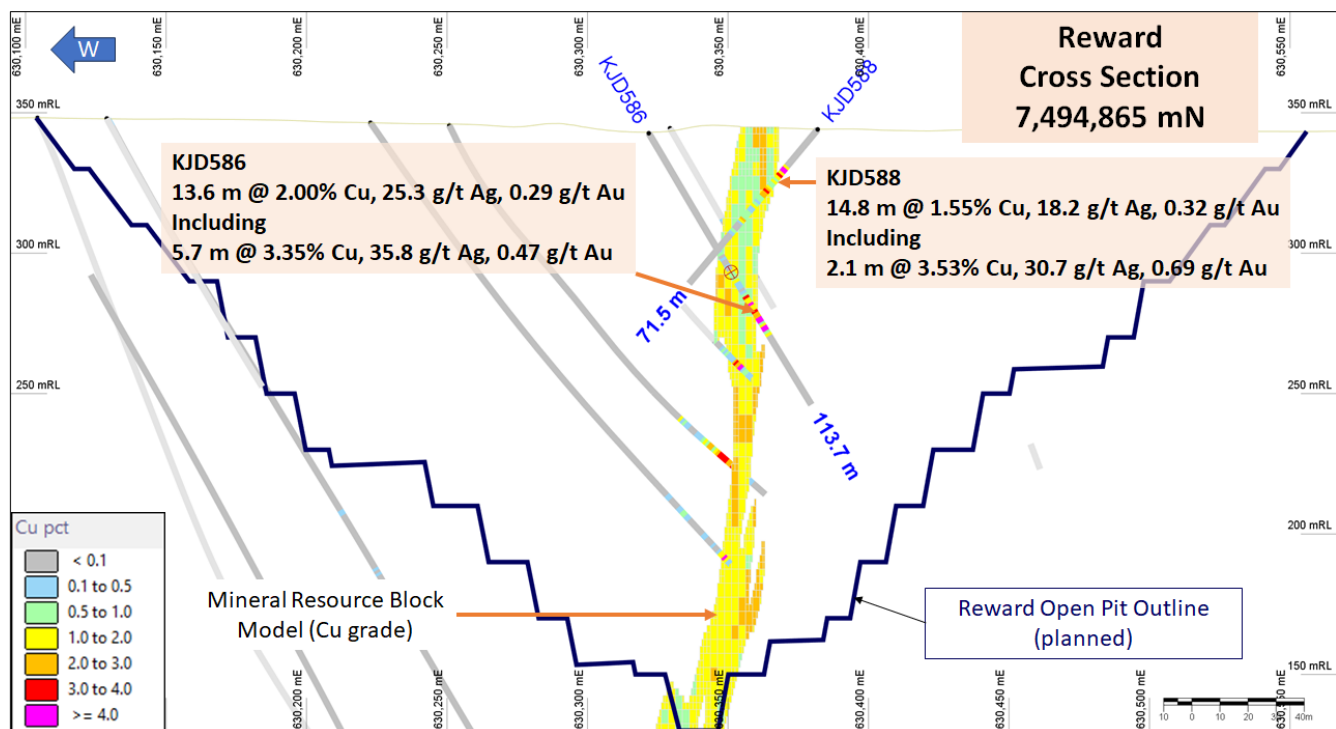 630,100 mE
630,150 mE
630,200 mE
630,250 mE
630,300 mE
630,350 mE
630,400 mE
630,550 mE
W
Reward
Cross Section
7,494,865 mN
KJD586
KJD588
350 mRL
350 mRL
KJD586
13.6 m @ 2.00% Cu, 25.3 g/t Ag, 0.29 g/t Au
Including
5.7 m @ 3.35% Cu, 35.8 g/t Ag, 0.47 g/t Au
KJD588
14.8 m @ 1.55% Cu, 18.2 g/t Ag, 0.32 g/t Au
Including
2.1 m @ 3.53% Cu, 30.7 g/t Ag, 0.69 g/t Au
300 mRL
300 mRL
71.5 m
250 mRL
250 mRL
113.7 m
200 mRL
Cu pct
< 0.1
0.1 to 0.5
0.5 to 1.0
1.0 to 2.0
2.0 to 3.0
3.0 to 4.0
>= 4.0
Mineral Resource Block
Model (Cu grade)
Reward Open Pit Outline
(planned)
150 mRL
630,200 mE
630,250 mE
630,300 mE
630,350 mE
630,400 mE
630,450 mE
630,500 mE
630,550 mE
10 0 10 20 30 40m